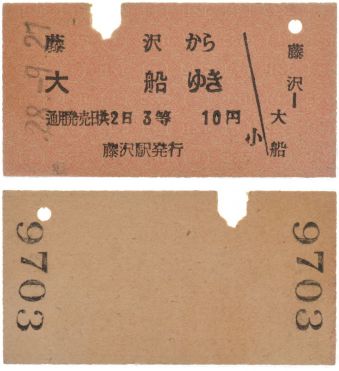 28.-9.27
藤沢から
大船ゆき
通用発売日共2日 3等 10円
藤沢駅発行
小
藤沢ー大船
9703
9703